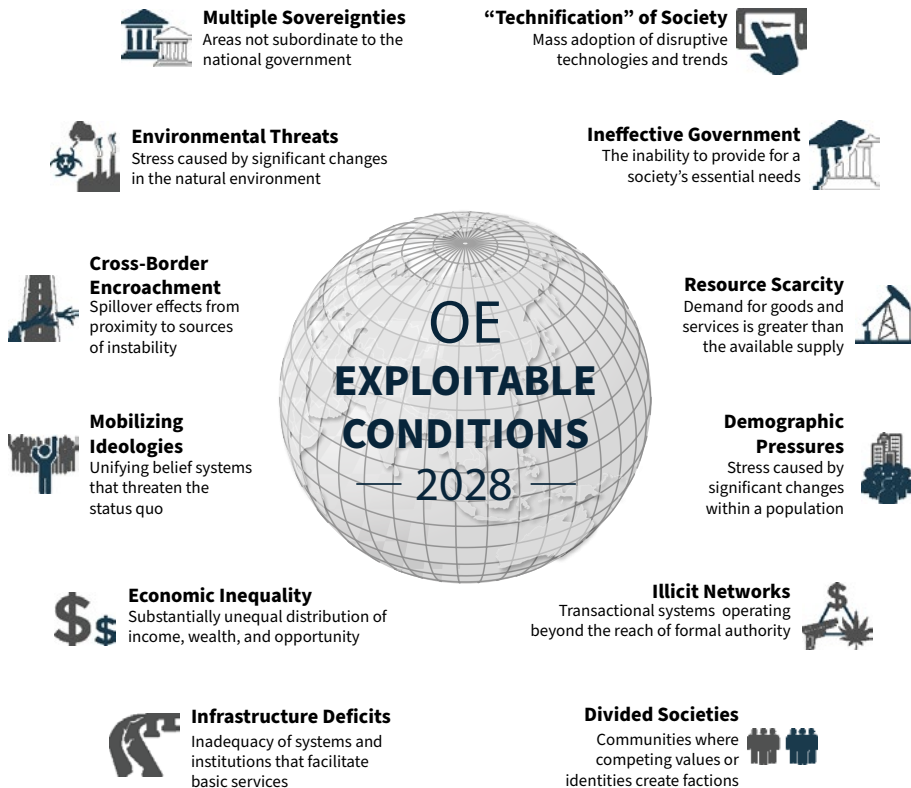 Multiple Sovereignties
Areas not subordinate to the
national government
“Technification” of Society
Mass adoption of disruptive
technologies and trends
Environmental Threats
Stress caused by significant changes
in the natural environment
Ineffective Government
The inability to provide for a
society’s essential needs
Cross-Border
Encroachment
Spillover effects from
proximity to sources
of instability
Resource Scarcity
Demand for goods and
services is greater than
the available supply
OE
EXPLOITABLE
CONDITIONS
2028
Mobilizing
Ideologies
Unifying belief systems
that threaten the
status quo
Demographic
Pressures
Stress caused by
significant changes
within a population
Economic Inequality
Substantially unequal distribution of
income, wealth, and opportunity
Illicit Networks
Transactional systems operating
beyond the reach of formal authority
Infrastructure Deficits
Inadequacy of systems and
institutions that facilitate
basic services
Divided Societies
Communities where
competing values or
identities create factions
$
$
$